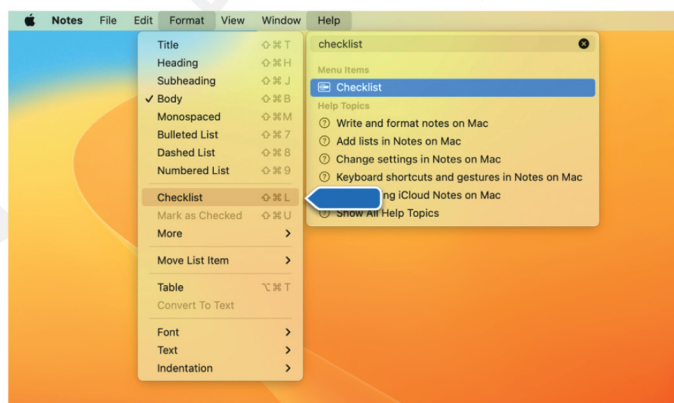 Notes File Edit Format View Window Help
Title ⇧⌘T
Heading ⇧⌘H
Subheading ⇧⌘J
✓ Body ⇧⌘B
Monospaced ⇧⌘M
Bulleted List ⇧⌘7
Dashed List ⇧⌘8
Numbered List ⇧⌘9
Checklist ⇧⌘L
Mark as Checked ⇧⌘U
More >
Move List Item >
Table ⌥⌘T
Convert To Text
Font >
Text >
Indentation >
checklist
Menu Items
Checklist
Help Topics
Write and format notes on Mac
Add lists in Notes on Mac
Change settings in Notes on Mac
Keyboard shortcuts and gestures in Notes on Mac
iCloud Notes on Mac
Show All Help Topics